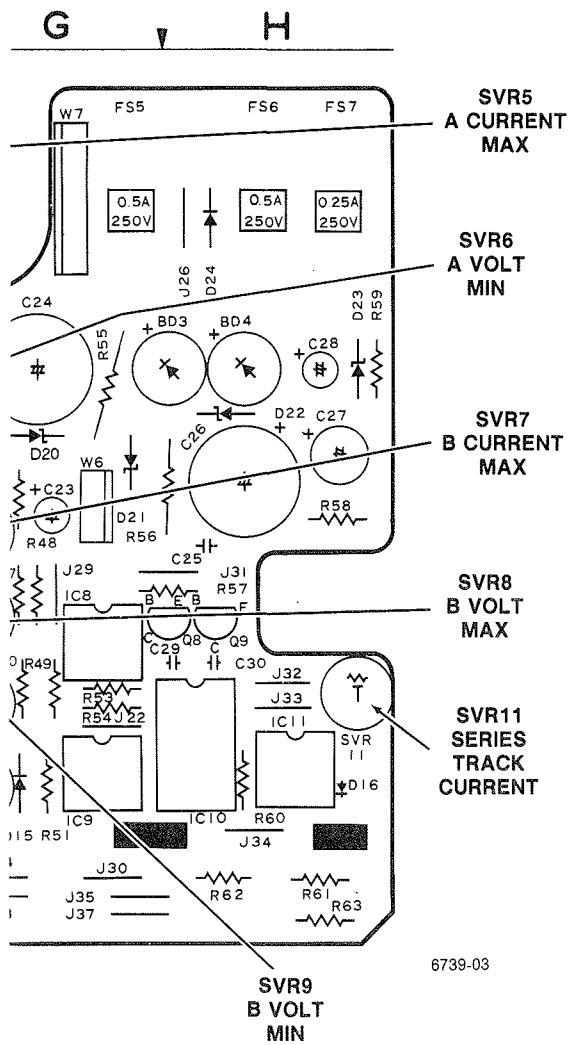 G H
W7 FS5 FS6 FS7
SVR5
A CURRENT
MAX
0.5A
250V
0.5A
250V
0.25A
250V
SVR6
A VOLT
MIN
J26 D24
D23 R59
C24
R55
+ BD3
+ BD4
+ C28
C26
D22
+ C27
SVR7
B CURRENT
MAX
D20
W6
+ C23
D21
R48
R56
R58
C25
J29
J31
R57
IC8
B E B
C Q8 C Q9
C29
C30
SVR8
B VOLT
MAX
R49
J32
R53
R54 J22
J33
IC11
SVR
11
SVR11
SERIES
TRACK
CURRENT
D16
R51
IC9
IC10
R60
J34
J30
R62
R61
J35
R63
J37
6739-03
SVR9
B VOLT
MIN